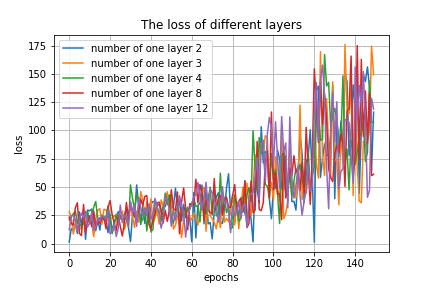 The loss of different layers
number of one layer 2
number of one layer 3
number of one layer 4
number of one layer 8
number of one layer 12
175
150
125
100
75
50
25
0
loss
0 20 40 60 80 100 120 140
epochs